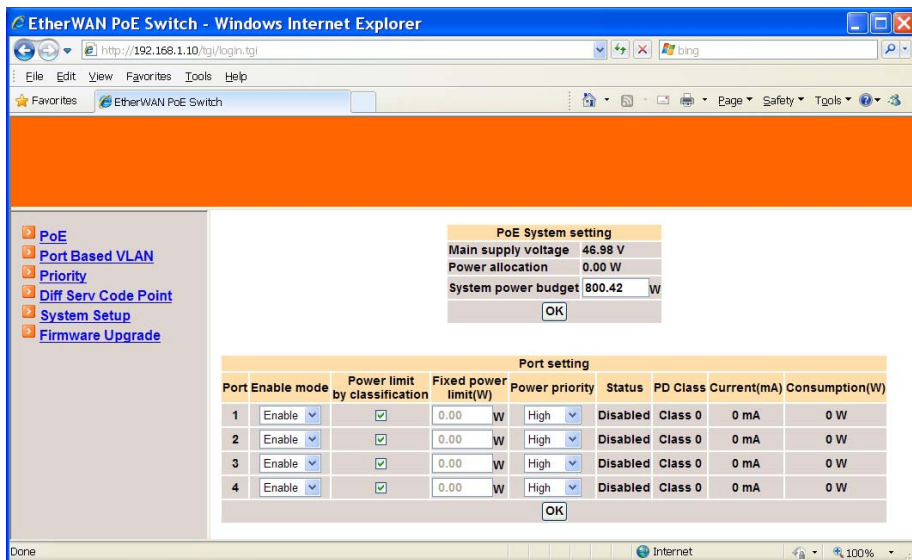 EtherWAN PoE Switch - Windows Internet Explorer
http://192.168.1.10/tgi/login.tgi
bing
File Edit View Favorites Tools Help
Favorites EtherWAN PoE Switch Page Safety Tools
PoE
Port Based VLAN
Priority
Diff Serv Code Point
System Setup
Firmware Upgrade
PoE System setting
Main supply voltage 46.98 V
Power allocation 0.00 W
System power budget 800.42 W
OK
Port setting
Port Enable mode Power limit by classification Fixed power limit(W) Power priority Status PD Class Current(mA) Consumption(W)
1 Enable 0.00 W High Disabled Class 0 0 mA 0 W
2 Enable 0.00 W High Disabled Class 0 0 mA 0 W
3 Enable 0.00 W High Disabled Class 0 0 mA 0 W
4 Enable 0.00 W High Disabled Class 0 0 mA 0 W
OK
Done Internet 100%